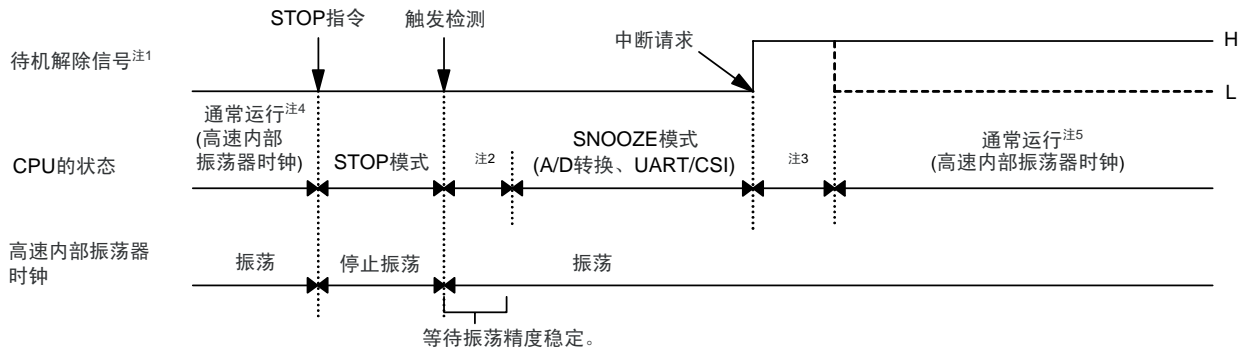 STOP指令
触发检测
待机解除信号注1
中断请求
H
L
CPU的状态
通常运行注4
(高速内部
振荡器时钟)
STOP模式
注2
SNOOZE模式
(A/D转换、UART/CSI)
注3
通常运行注5
(高速内部振荡器时钟)
高速内部振荡器
时钟
振荡
停止振荡
振荡
等待振荡精度稳定。